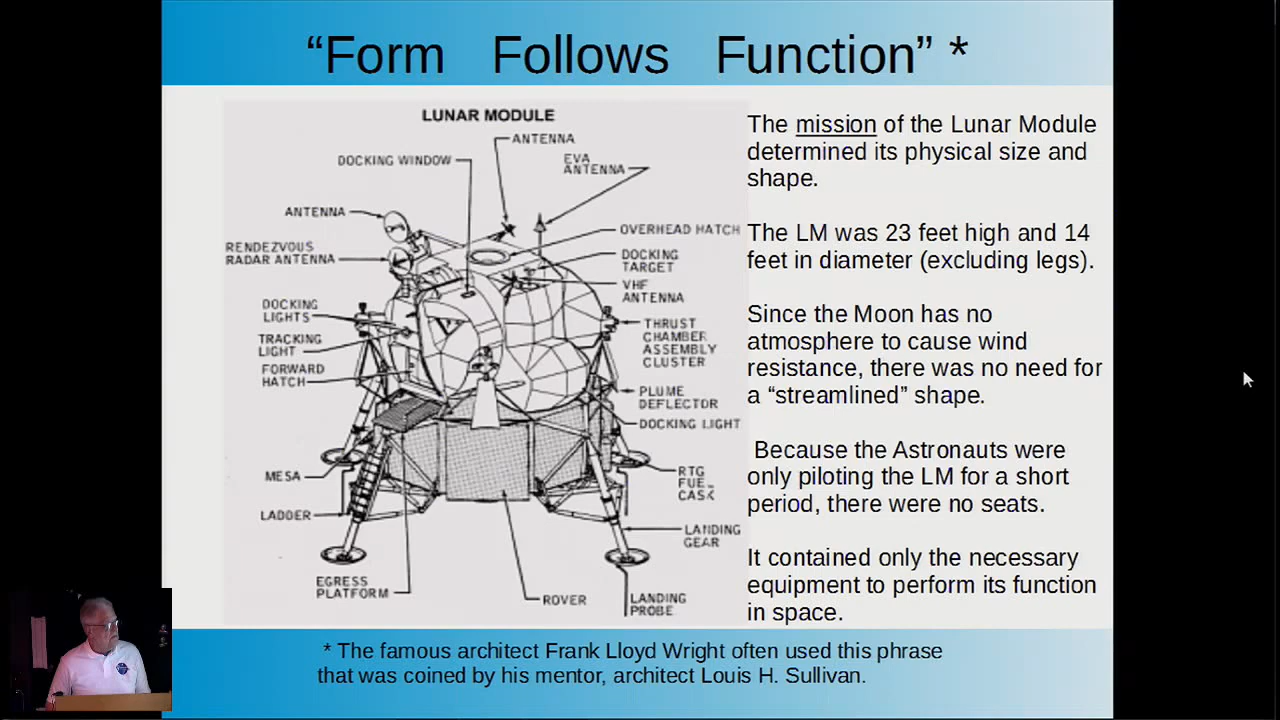 “Form Follows Function” *
LUNAR MODULE
ANTENNA
DOCKING WINDOW
EVA
ANTENNA
ANTENNA
OVERHEAD HATCH
RENDEZVOUS
RADAR ANTENNA
DOCKING
TARGET
VHF
ANTENNA
DOCKING
LIGHTS
TRACKING
LIGHT
THRUST
CHAMBER
ASSEMBLY
CLUSTER
FORWARD
HATCH
PLUME
DEFLECTOR
DOCKING LIGHT
MESA
RTG
FUEL
CASK
LADDER
LANDING
GEAR
EGRESS
PLATFORM
ROVER
LANDING
PROBE
The mission of the Lunar Module
determined its physical size and
shape.
The LM was 23 feet high and 14
feet in diameter (excluding legs).
Since the Moon has no
atmosphere to cause wind
resistance, there was no need for
a “streamlined” shape.
Because the Astronauts were
only piloting the LM for a short
period, there were no seats.
It contained only the necessary
equipment to perform its function
in space.
* The famous architect Frank Lloyd Wright often used this phrase
that was coined by his mentor, architect Louis H. Sullivan.